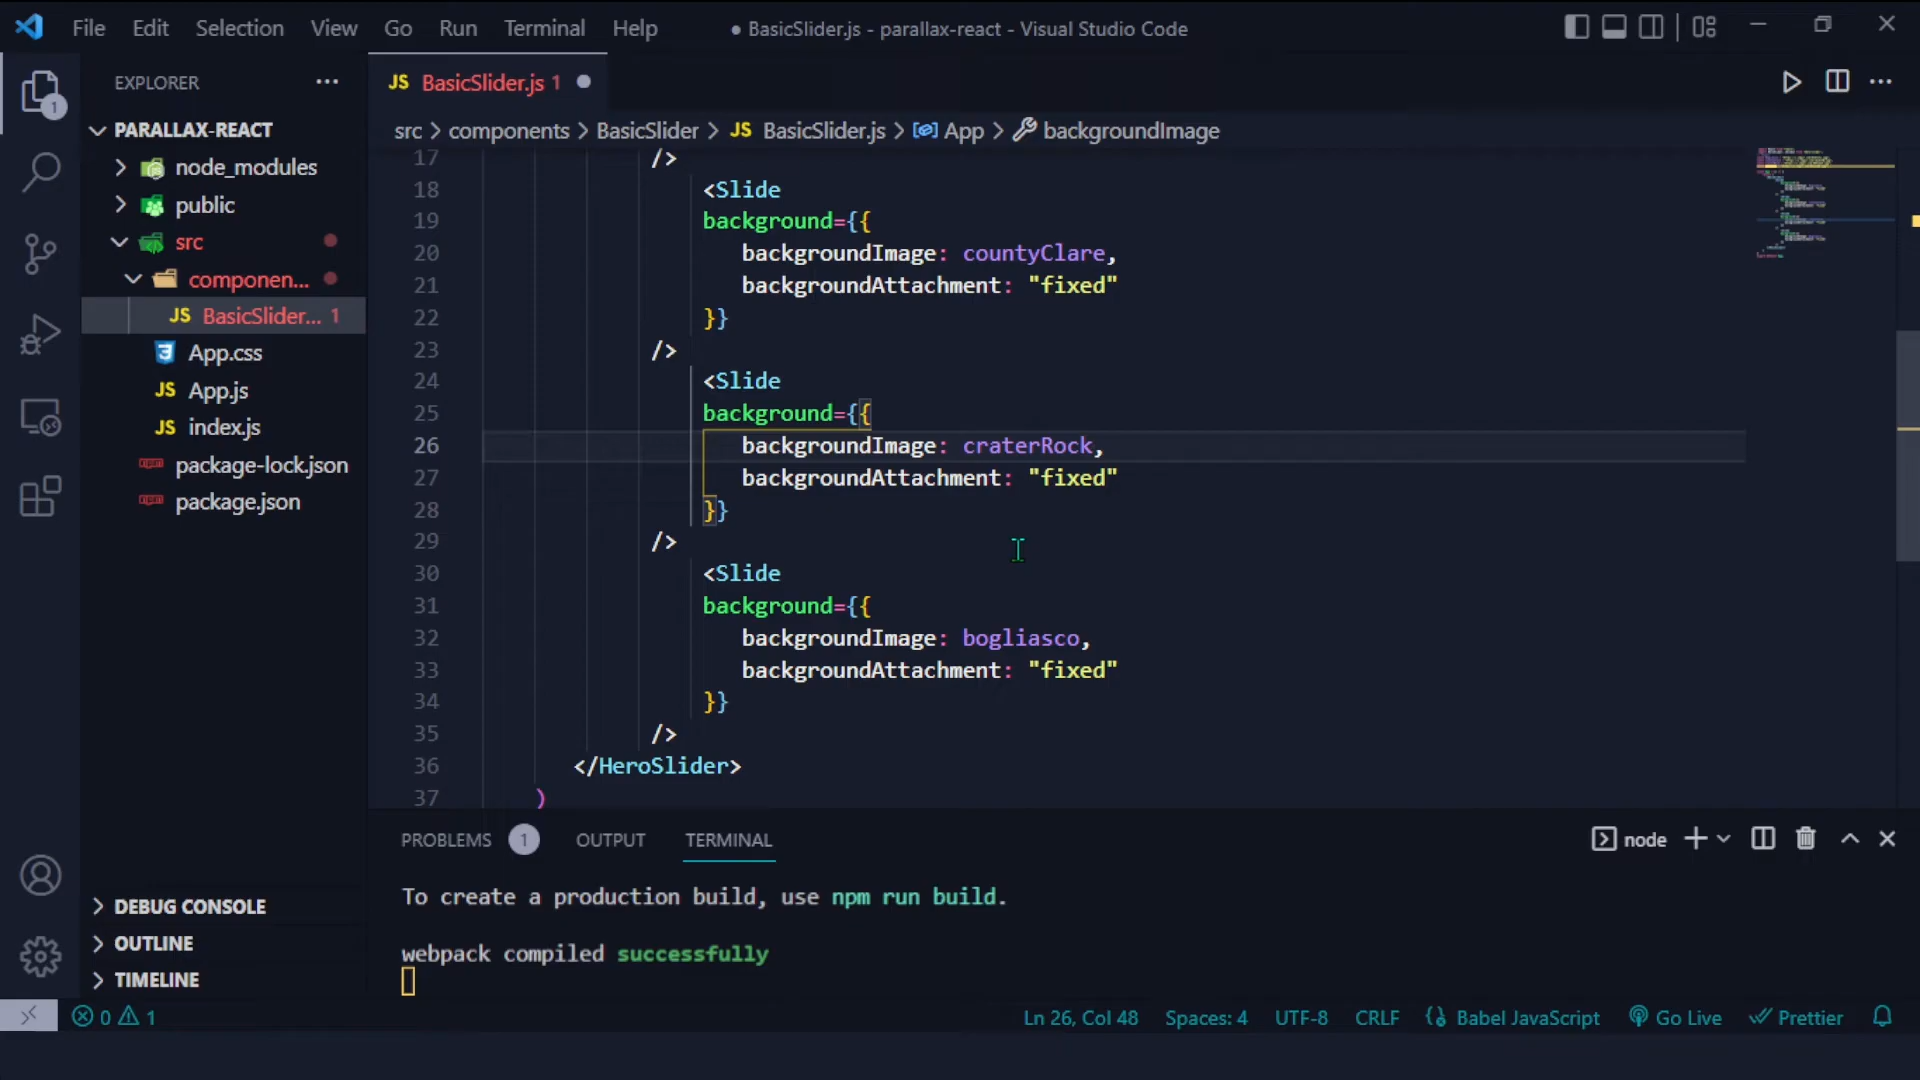 File Edit Selection View Go Run Terminal Help
● BasicSlider.js - parallax-react - Visual Studio Code
EXPLORER
JS BasicSlider.js 1
1
PARALLAX-REACT
node_modules
public
src
componen...
JS BasicSlider... 1
App.css
JS App.js
JS index.js
package-lock.json
package.json
DEBUG CONSOLE
OUTLINE
TIMELINE
src > components > BasicSlider > JS BasicSlider.js > App > backgroundImage
17 />
18 <Slide
19 background={{
20 backgroundImage: countyClare,
21 backgroundAttachment: "fixed"
22 }}
23 />
24 <Slide
25 background={{
26 backgroundImage: craterRock,
27 backgroundAttachment: "fixed"
28 }}
29 />
30 <Slide
31 background={{
32 backgroundImage: bogliasco,
33 backgroundAttachment: "fixed"
34 }}
35 />
36 </HeroSlider>
37 )
PROBLEMS 1 OUTPUT TERMINAL
node
To create a production build, use npm run build.
webpack compiled successfully
0 1
Ln 26, Col 48 Spaces: 4 UTF-8 CRLF Babel JavaScript Go Live Prettier